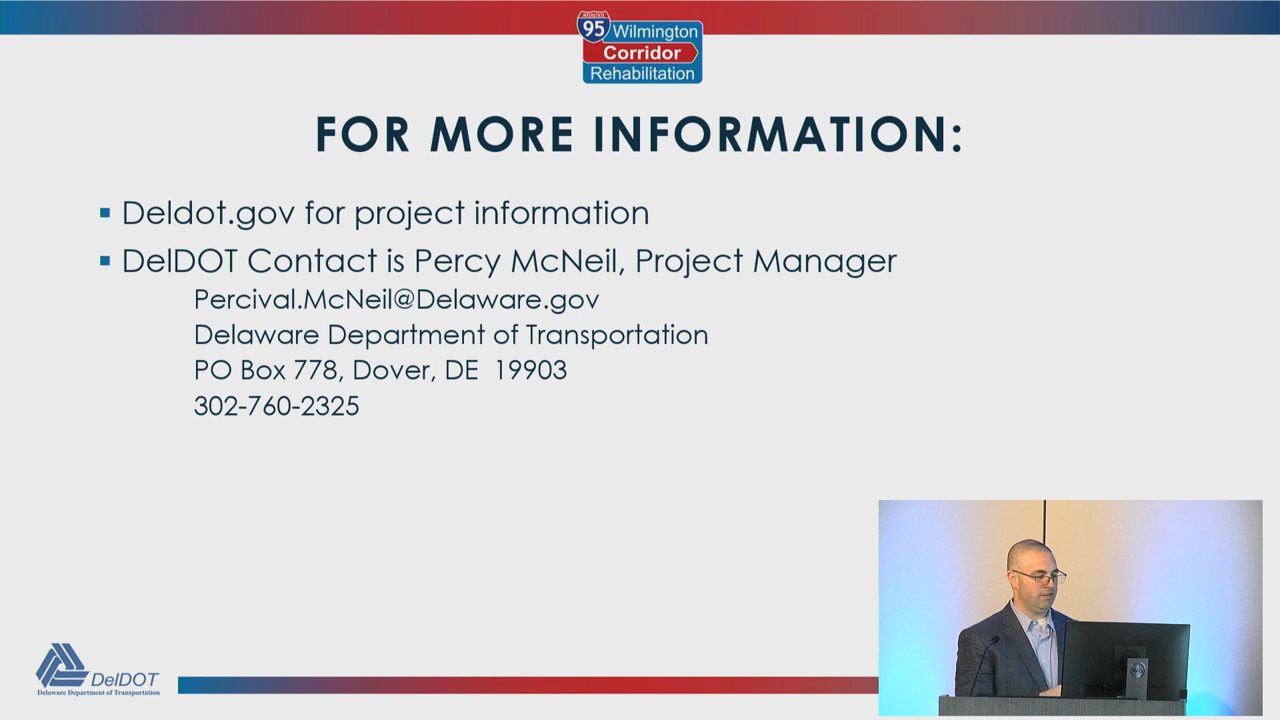 INTERSTATE
95
Wilmington
Corridor
Rehabilitation
FOR MORE INFORMATION:
▪ Deldot.gov for project information
▪ DelDOT Contact is Percy McNeil, Project Manager
Percival.McNeil@Delaware.gov
Delaware Department of Transportation
PO Box 778, Dover, DE  19903
302-760-2325
DelDOT
Delaware Department of Transportation